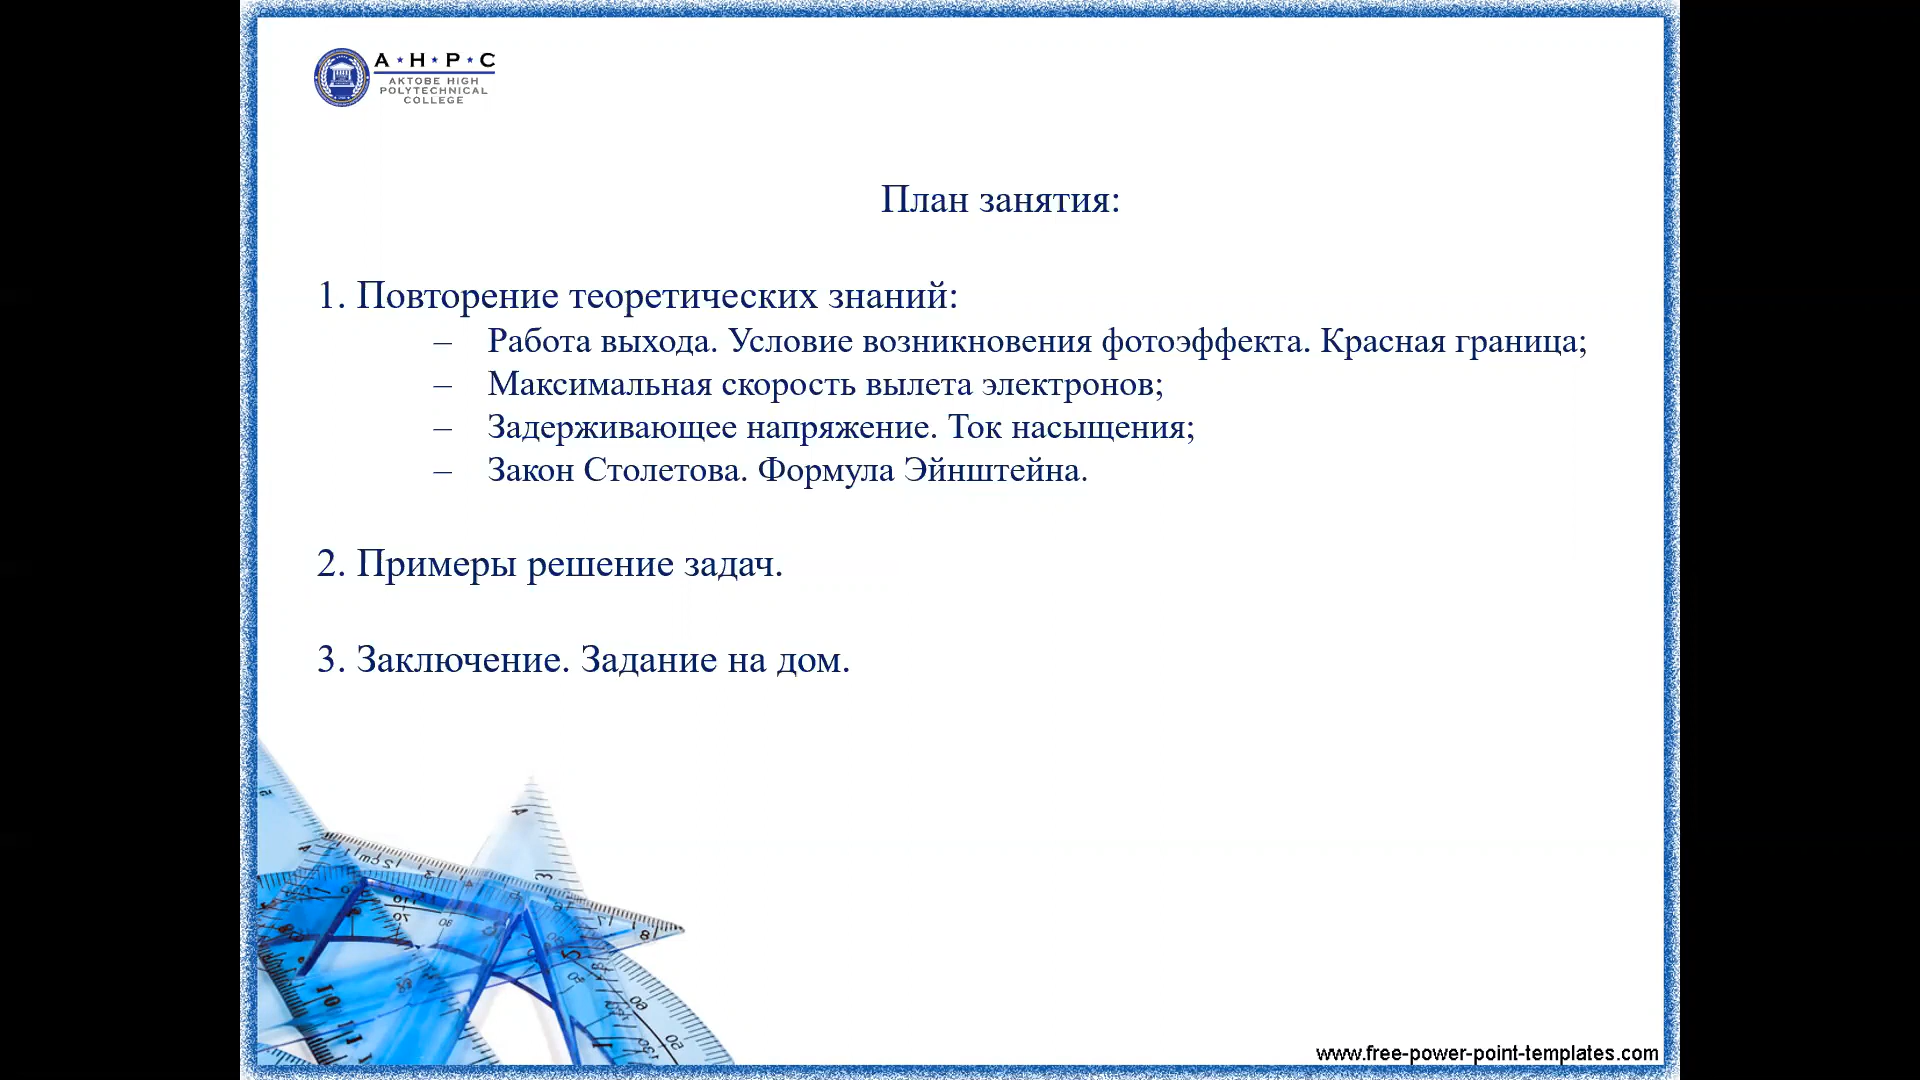 A ⋆ H ⋆ P ⋆ C
AKTOBE HIGH
POLYTECHNICAL
COLLEGE
План занятия:
1. Повторение теоретических знаний:
– Работа выхода. Условие возникновения фотоэффекта. Красная граница;
– Максимальная скорость вылета электронов;
– Задерживающее напряжение. Ток насыщения;
– Закон Столетова. Формула Эйнштейна.
2. Примеры решение задач.
3. Заключение. Задание на дом.
www.free-power-point-templates.com